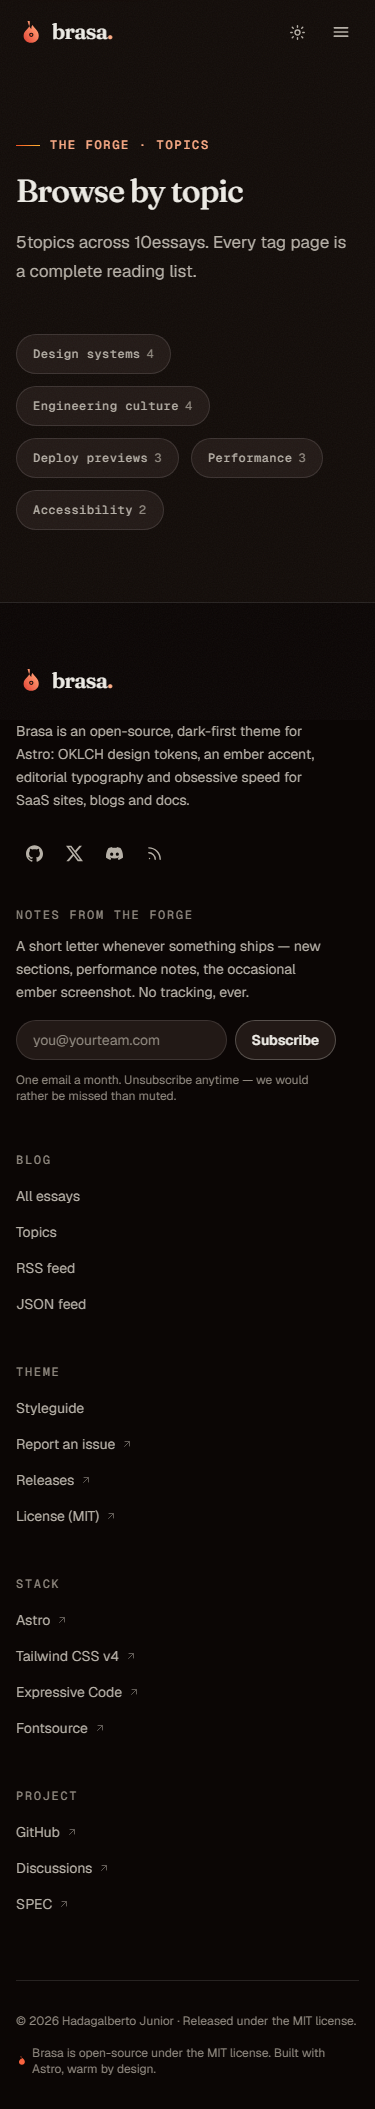 brasa.
THE FORGE · TOPICS
Browse by topic
5topics across 10essays. Every tag page is
a complete reading list.
Design systems 4
Engineering culture 4
Deploy previews 3
Performance 3
Accessibility 2
brasa.
Brasa is an open-source, dark-first theme for
Astro: OKLCH design tokens, an ember accent,
editorial typography and obsessive speed for
SaaS sites, blogs and docs.
NOTES FROM THE FORGE
A short letter whenever something ships — new
sections, performance notes, the occasional
ember screenshot. No tracking, ever.
you@yourteam.com
Subscribe
One email a month. Unsubscribe anytime — we would
rather be missed than muted.
BLOG
All essays
Topics
RSS feed
JSON feed
THEME
Styleguide
Report an issue ↗
Releases ↗
License (MIT) ↗
STACK
Astro ↗
Tailwind CSS v4 ↗
Expressive Code ↗
Fontsource ↗
PROJECT
GitHub ↗
Discussions ↗
SPEC ↗
© 2026 Hadagalberto Junior · Released under the MIT license.
Brasa is open-source under the MIT license. Built with
Astro, warm by design.